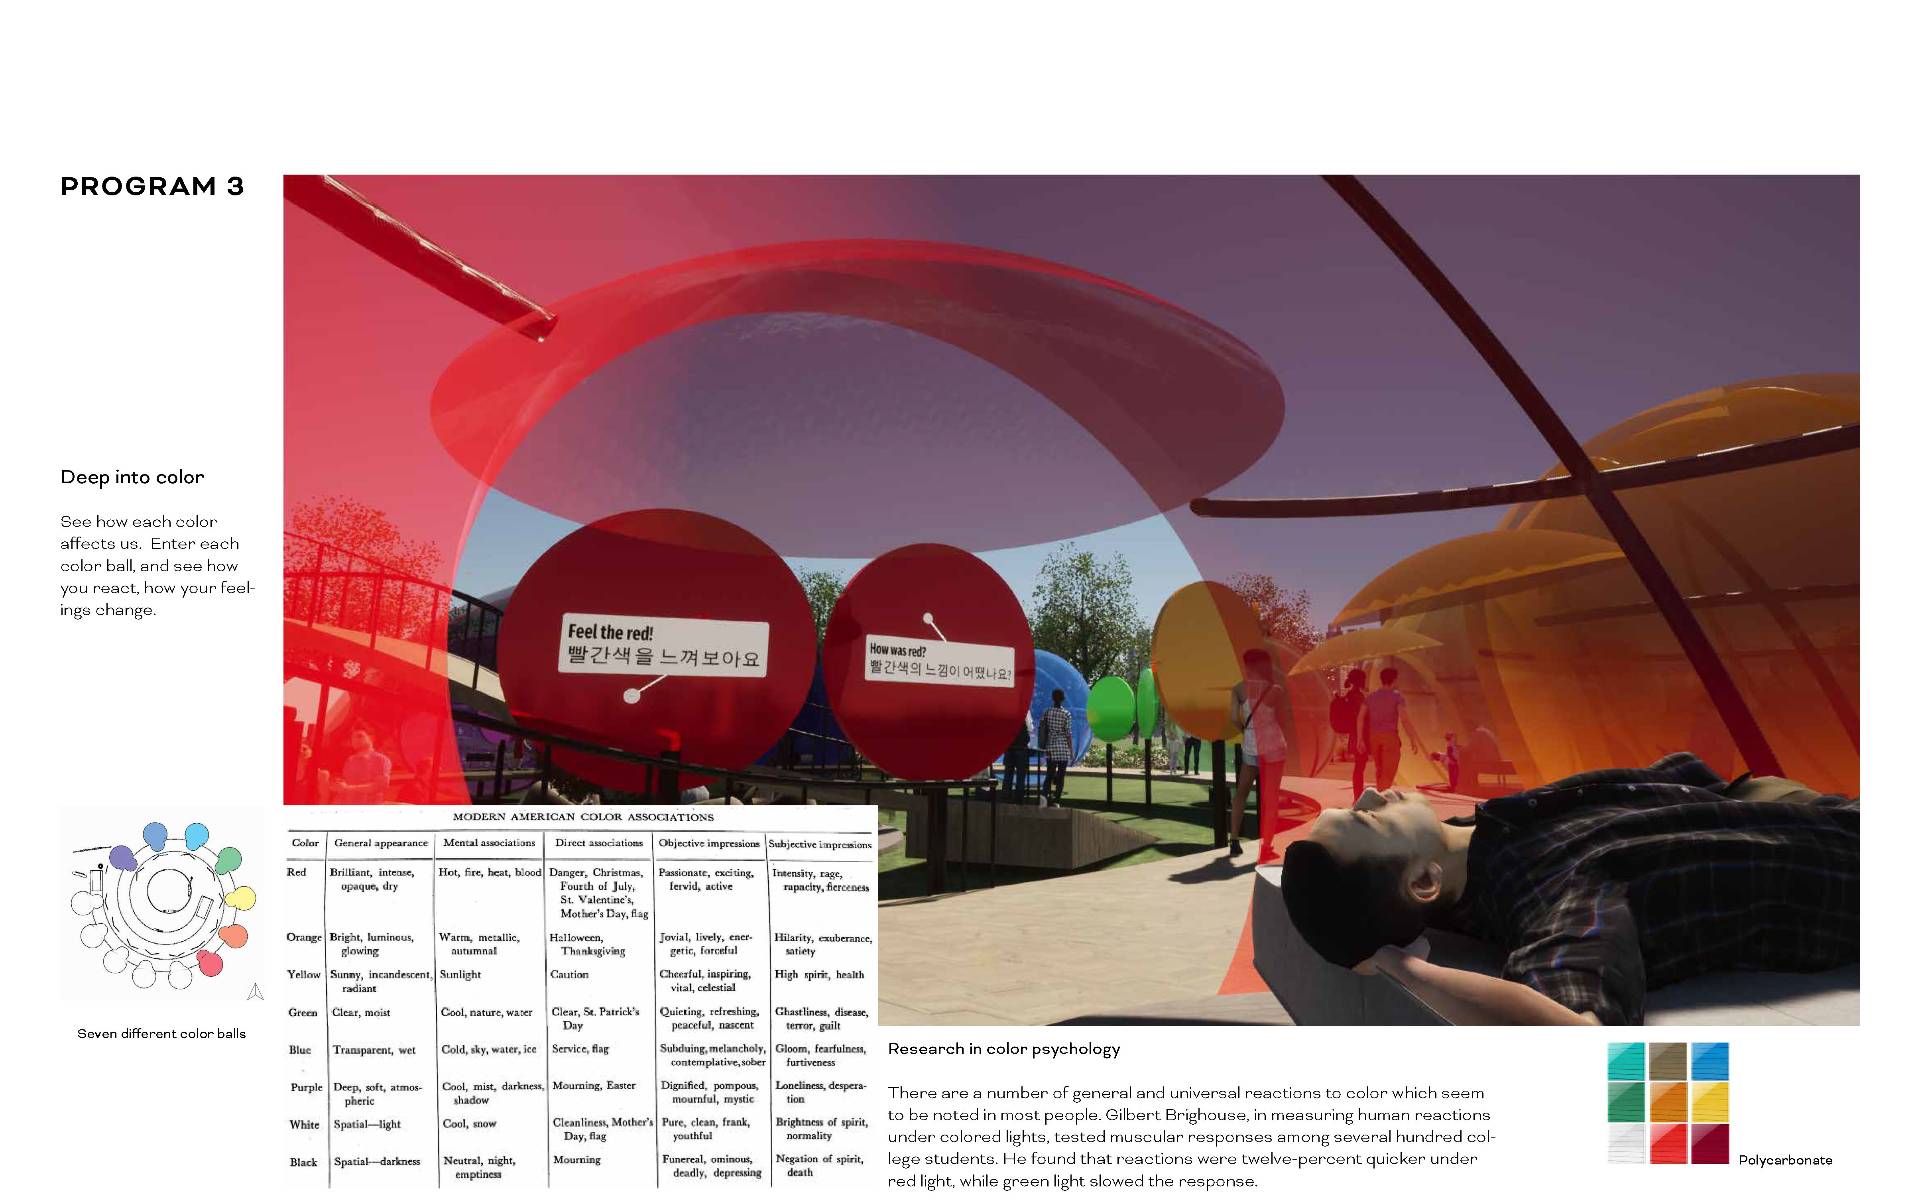 PROGRAM 3
Deep into color
See how each color
affects us. Enter each
color ball, and see how
you react, how your feel-
ings change.
Feel the red!
빨간색을 느껴보아요
How was red?
빨간색의 느낌이 어땠나요?
Seven different color balls
MODERN AMERICAN COLOR ASSOCIATIONS
Color General appearance Mental associations Direct associations Objective impressions Subjective impressions
Red Brilliant, intense, Hot, fire, heat, blood Danger, Christmas, Passionate, exciting, Intensity, rage,
opaque, dry Fourth of July, fervid, active rapacity, fierceness
St. Valentine's,
Mother's Day, flag
Orange Bright, luminous, Warm, metallic, Halloween, Jovial, lively, ener- Hilarity, exuberance,
glowing autumnal Thanksgiving getic, forceful satiety
Yellow Sunny, incandescent, Sunlight Caution Cheerful, inspiring, High spirit, health
radiant vital, celestial
Green Clear, moist Cool, nature, water Clear, St. Patrick's Quieting, refreshing, Ghastliness, disease,
Day peaceful, nascent terror, guilt
Blue Transparent, wet Cold, sky, water, ice Service, flag Subduing, melancholy, Gloom, fearfulness,
contemplative, sober furtiveness
Purple Deep, soft, atmos- Cool, mist, darkness, Mourning, Easter Dignified, pompous, Loneliness, despera-
pheric shadow mournful, mystic tion
White Spatial—light Cool, snow Cleanliness, Mother's Pure, clean, frank, Brightness of spirit,
Day, flag youthful normality
Black Spatial—darkness Neutral, night, Mourning Funereal, ominous, Negation of spirit,
emptiness deadly, depressing death
Research in color psychology
There are a number of general and universal reactions to color which seem
to be noted in most people. Gilbert Brighouse, in measuring human reactions
under colored lights, tested muscular responses among several hundred col-
lege students. He found that reactions were twelve-percent quicker under
red light, while green light slowed the response.
Polycarbonate